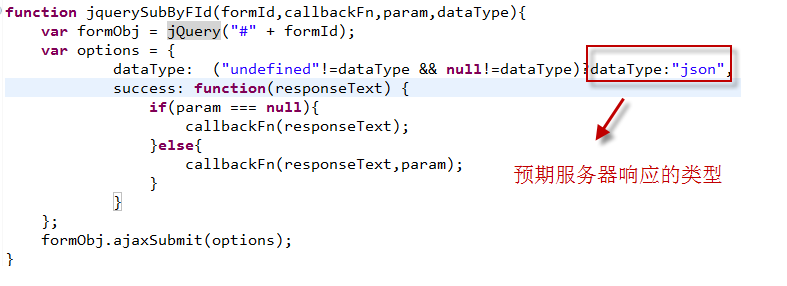 function jquerySubByFId(formId,callbackFn,param,dataType){
var formObj = jQuery("#" + formId);
var options = {
dataType: ("undefined"!=dataType && null!=dataType)?dataType:"json",
success: function(responseText) {
if(param === null){
callbackFn(responseText);
}else{
callbackFn(responseText,param);
}
}
};
formObj.ajaxSubmit(options);
}
预期服务器响应的类型